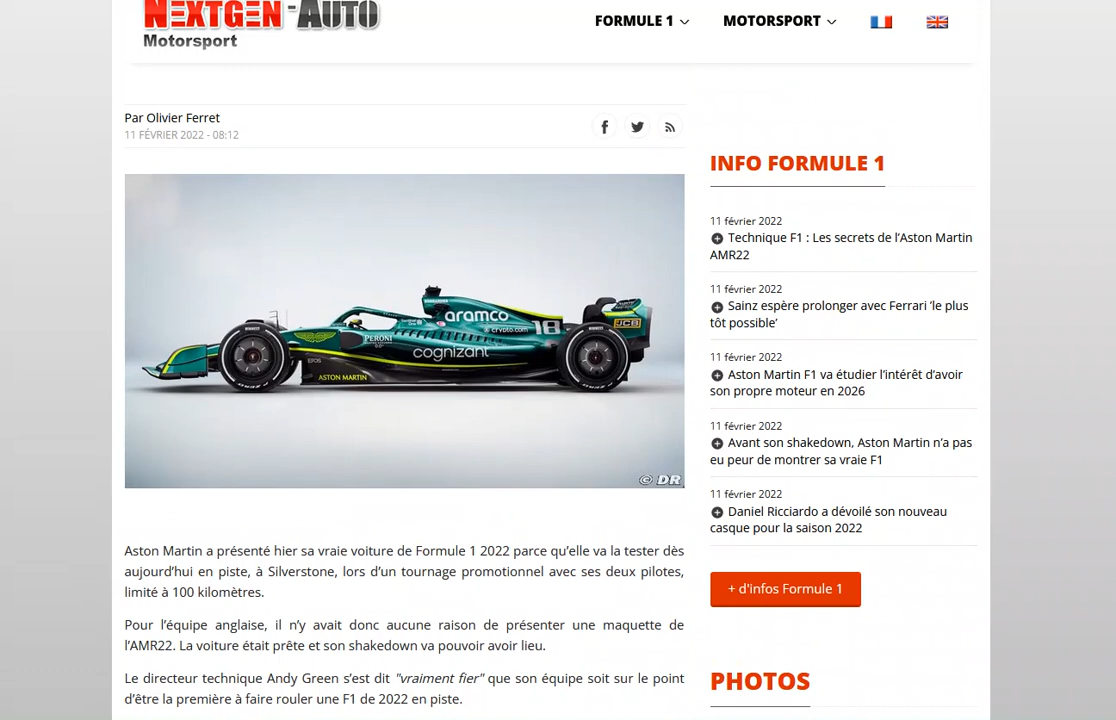 NEXTGEN-AUTO
Motorsport
FORMULE 1
MOTORSPORT
Par Olivier Ferret
11 FÉVRIER 2022 - 08:12
aramco
crypto.com
18
JCB
PERONI
cognizant
EPOS
ASTON MARTIN
© DR
Aston Martin a présenté hier sa vraie voiture de Formule 1 2022 parce qu’elle va la tester dès
aujourd’hui en piste, à Silverstone, lors d’un tournage promotionnel avec ses deux pilotes,
limité à 100 kilomètres.
Pour l’équipe anglaise, il n’y avait donc aucune raison de présenter une maquette de
l’AMR22. La voiture était prête et son shakedown va pouvoir avoir lieu.
Le directeur technique Andy Green s’est dit "vraiment fier" que son équipe soit sur le point
d’être la première à faire rouler une F1 de 2022 en piste.
INFO FORMULE 1
11 février 2022
Technique F1 : Les secrets de l’Aston Martin
AMR22
11 février 2022
Sainz espère prolonger avec Ferrari ’le plus
tôt possible’
11 février 2022
Aston Martin F1 va étudier l’intérêt d’avoir
son propre moteur en 2026
11 février 2022
Avant son shakedown, Aston Martin n’a pas
eu peur de montrer sa vraie F1
11 février 2022
Daniel Ricciardo a dévoilé son nouveau
casque pour la saison 2022
+ d'infos Formule 1
PHOTOS